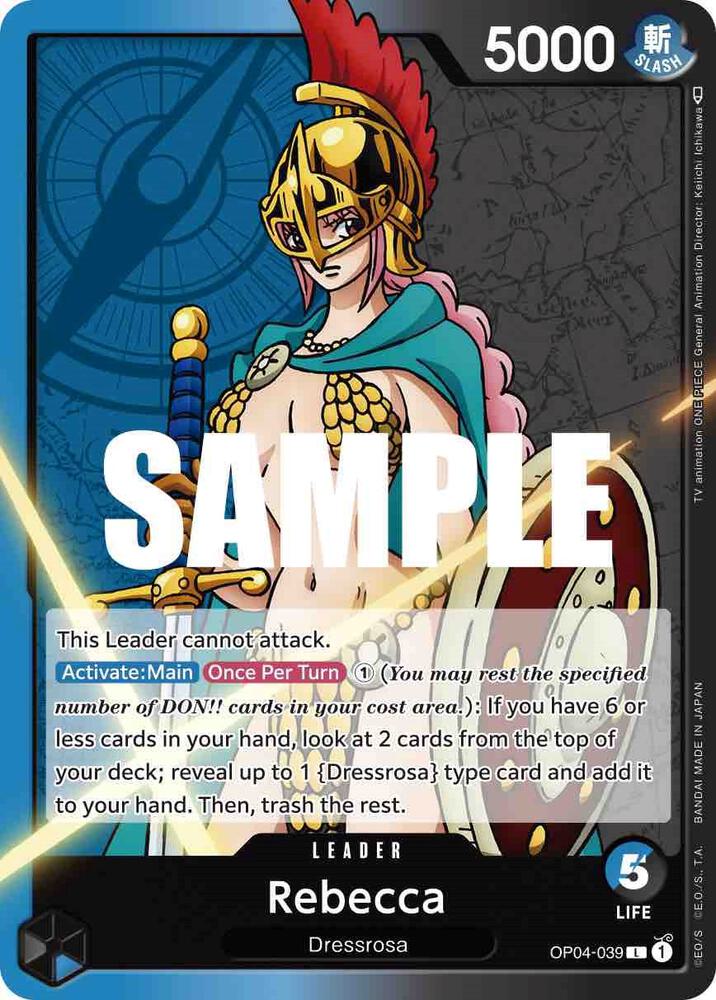 5000
斬
SLASH
TV animation ONE PIECE General Animation Director: Keiichi Ichikawa
SAMPLE
This Leader cannot attack.
Activate:Main Once Per Turn ① (You may rest the specified
number of DON!! cards in your cost area.): If you have 6 or
less cards in your hand, look at 2 cards from the top of
your deck; reveal up to 1 {Dressrosa} type card and add it
to your hand. Then, trash the rest.
BANDAI MADE IN JAPAN
©E.O/S ©E.O./S., T.A.
LEADER
Rebecca
Dressrosa
5
LIFE
OP04-039 L 1